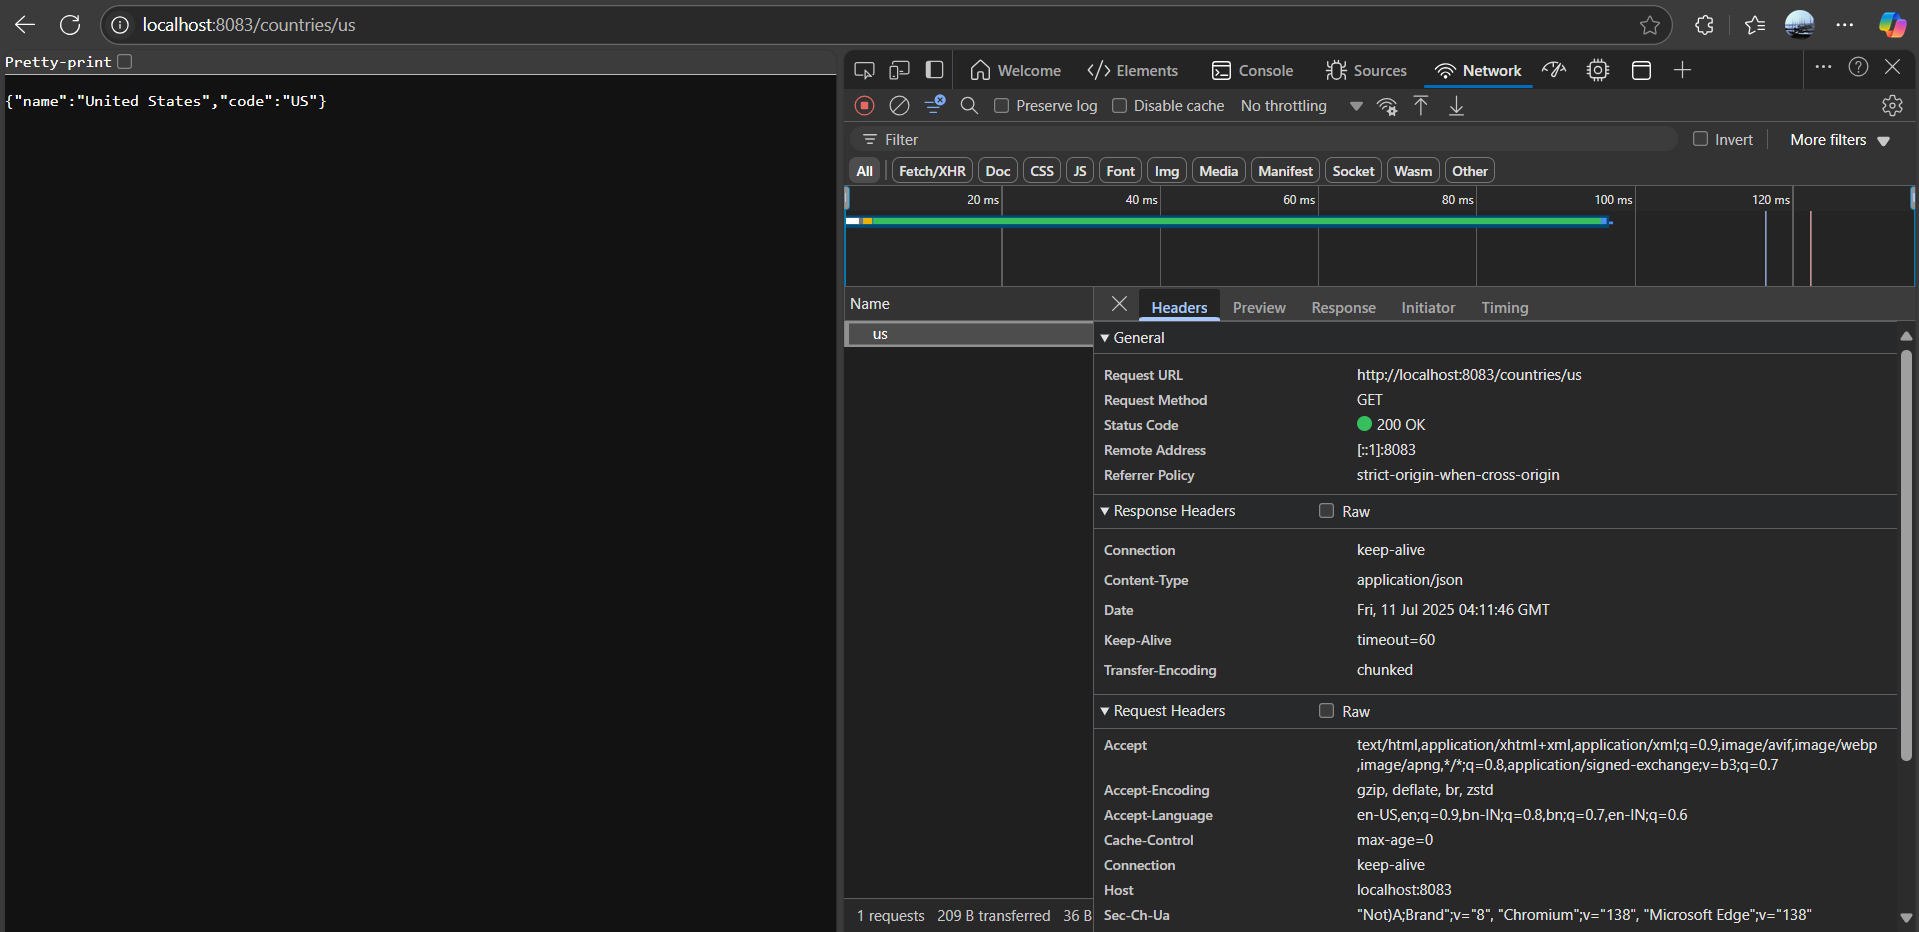 localhost:8083/countries/us
Pretty-print
{"name":"United States","code":"US"}
Welcome
Elements
Console
Sources
Network
Preserve log
Disable cache
No throttling
Filter
Invert
More filters
All
Fetch/XHR
Doc
CSS
JS
Font
Img
Media
Manifest
Socket
Wasm
Other
20 ms
40 ms
60 ms
80 ms
100 ms
120 ms
Name
us
Headers
Preview
Response
Initiator
Timing
General
Request URL http://localhost:8083/countries/us
Request Method GET
Status Code 200 OK
Remote Address [::1]:8083
Referrer Policy strict-origin-when-cross-origin
Response Headers Raw
Connection keep-alive
Content-Type application/json
Date Fri, 11 Jul 2025 04:11:46 GMT
Keep-Alive timeout=60
Transfer-Encoding chunked
Request Headers Raw
Accept text/html,application/xhtml+xml,application/xml;q=0.9,image/avif,image/webp
,image/apng,*/*;q=0.8,application/signed-exchange;v=b3;q=0.7
Accept-Encoding gzip, deflate, br, zstd
Accept-Language en-US,en;q=0.9,bn-IN;q=0.8,bn;q=0.7,en-IN;q=0.6
Cache-Control max-age=0
Connection keep-alive
Host localhost:8083
Sec-Ch-Ua "Not)A;Brand";v="8", "Chromium";v="138", "Microsoft Edge";v="138"
1 requests 209 B transferred 36 B